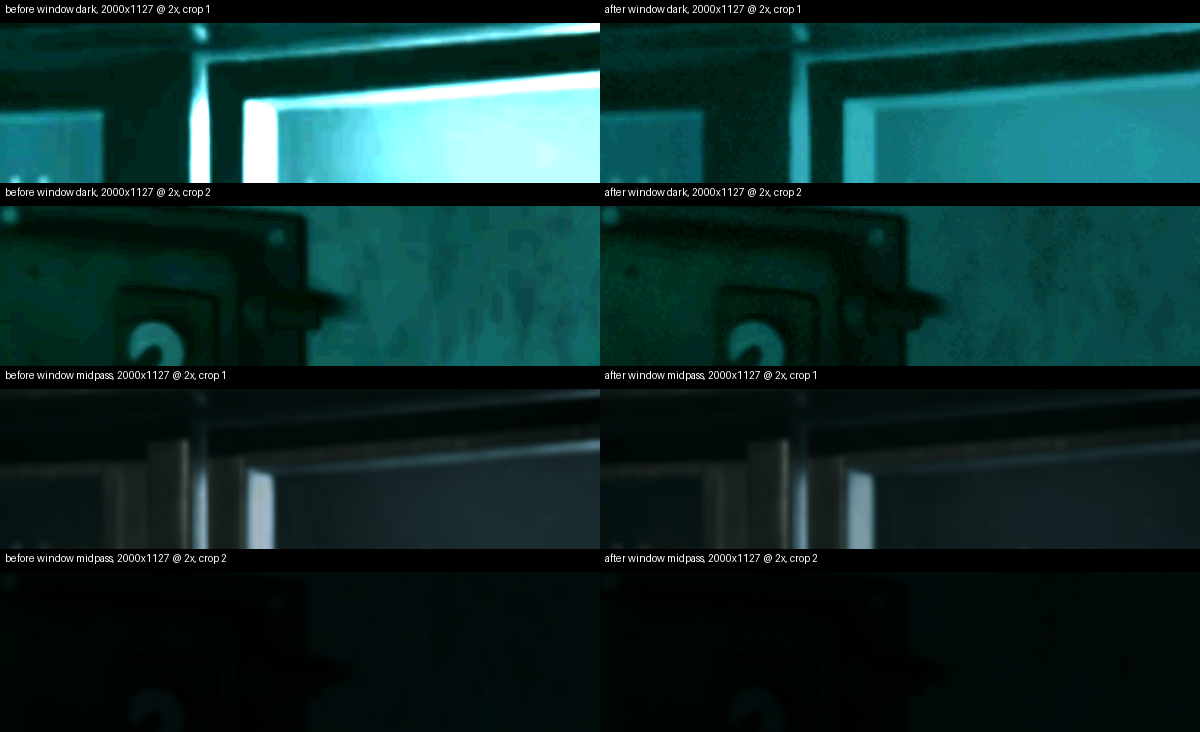 before window dark, 2000x1127 @ 2x, crop 1
after window dark, 2000x1127 @ 2x, crop 1
before window dark, 2000x1127 @ 2x, crop 2
after window dark, 2000x1127 @ 2x, crop 2
before window midpass, 2000x1127 @ 2x, crop 1
after window midpass, 2000x1127 @ 2x, crop 1
before window midpass, 2000x1127 @ 2x, crop 2
after window midpass, 2000x1127 @ 2x, crop 2